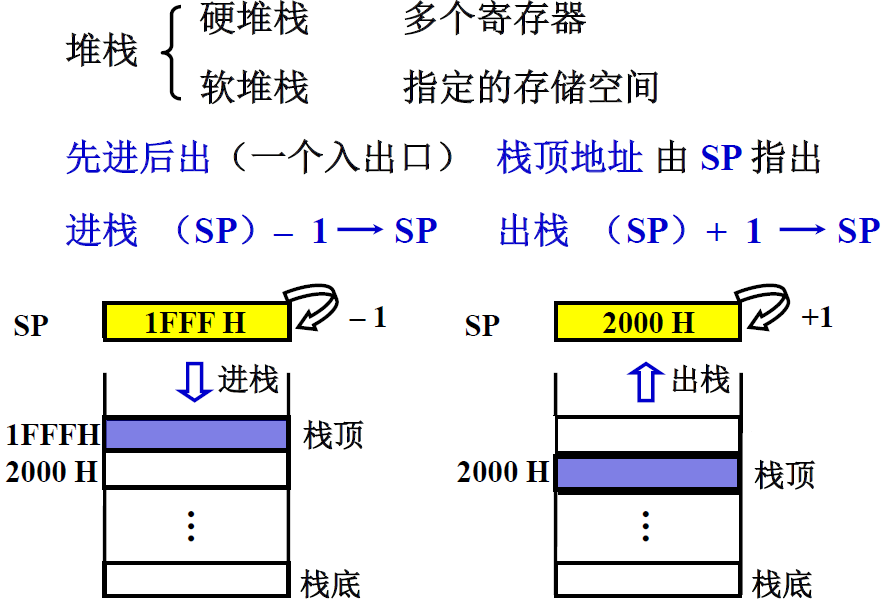 堆栈 硬堆栈 多个寄存器
软堆栈 指定的存储空间
先进后出（一个入出口） 栈顶地址 由 SP 指出
进栐 （SP）– 1 → SP 出栈 （SP）+ 1 → SP
SP 1FFF H – 1 SP 2000 H +1
进栈 出栈
1FFFH 栈顶
2000 H 2000 H 栈顶
⋮ ⋮
栈底 栈底